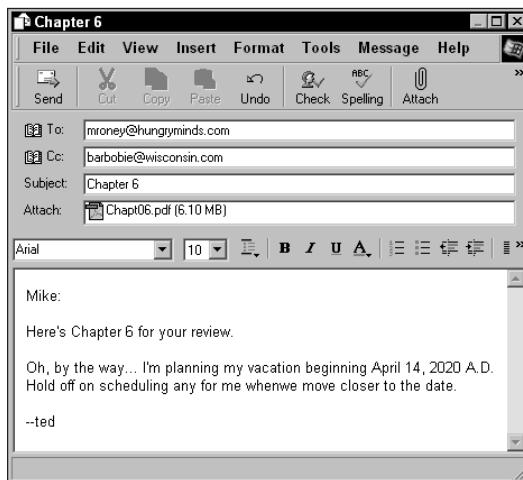 Chapter 6
File Edit View Insert Format Tools Message Help
Send Cut Copy Paste Undo Check ABC Spelling Attach »
To: mroney@hungryminds.com
Cc: barbobie@wisconsin.com
Subject: Chapter 6
Attach: Chapt06.pdf (6.10 MB)
Arial 10 B I U A »
Mike:
Here's Chapter 6 for your review.
Oh, by the way... I'm planning my vacation beginning April 14, 2020 A.D.
Hold off on scheduling any for me whenwe move closer to the date.
--ted